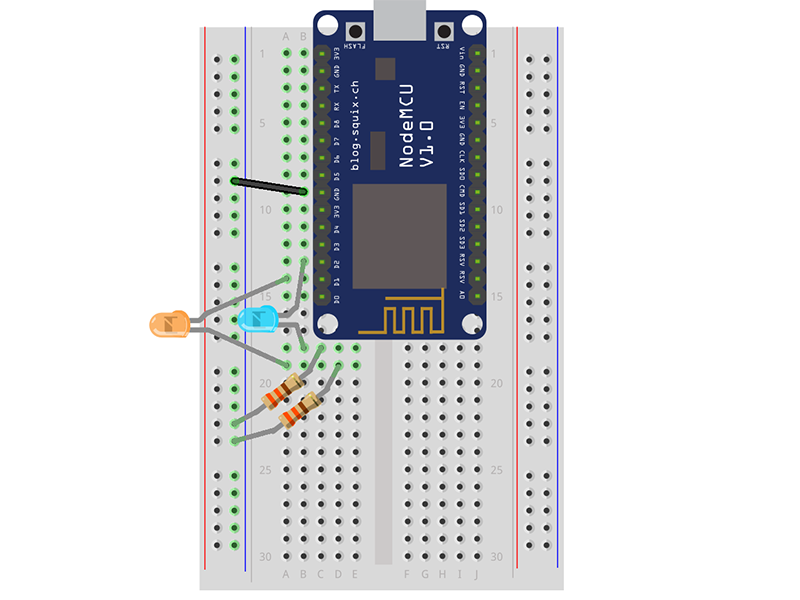 A B
FLASH
RST
1
1
5
5
10
10
15
15
20
20
25
25
30
30
3V3
GND
TX
RX
D8
D7
D6
D5
GND
3V3
D4
D3
D2
D1
D0
blog.squix.ch
NodeMCU
V1.0
Vin
GND
RST
EN
3V3
GND
CLK
SD0
CMD
SD1
SD2
SD3
RSV
RSV
A0
A B C D E
F G H I J